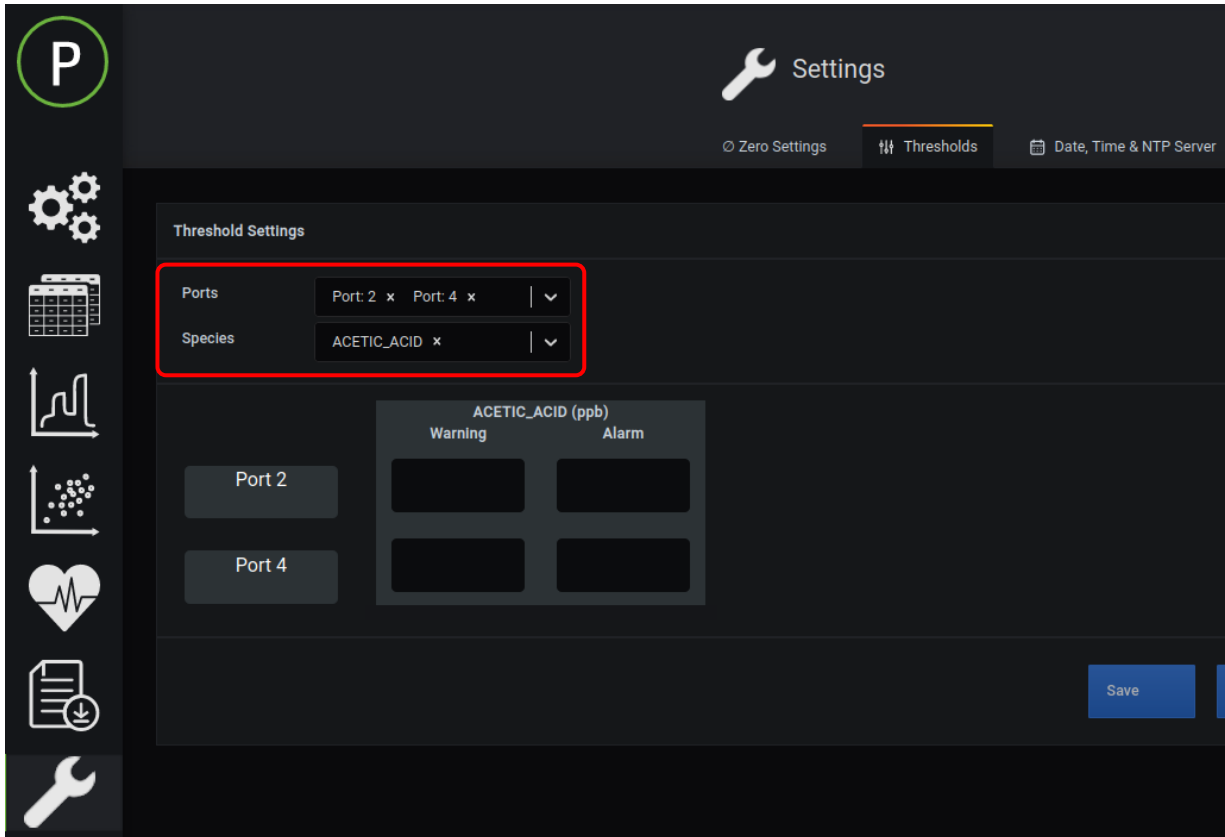 P
Settings
Zero Settings
Thresholds
Date, Time & NTP Server
Threshold Settings
Ports
Port: 2 × Port: 4 ×
Species
ACETIC_ACID ×
ACETIC_ACID (ppb)
Warning Alarm
Port 2
Port 4
Save